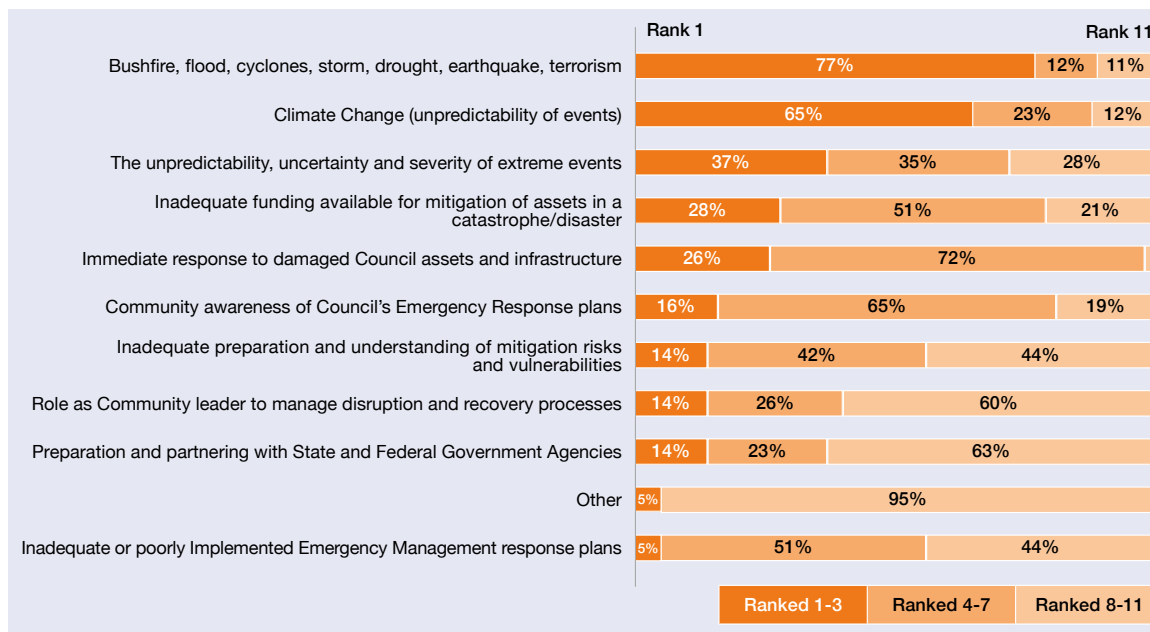 Rank 1
Rank 11
Bushfire, flood, cyclones, storm, drought, earthquake, terrorism
77%
12%
11%
Climate Change (unpredictability of events)
65%
23%
12%
The unpredictability, uncertainty and severity of extreme events
37%
35%
28%
Inadequate funding available for mitigation of assets in a
catastrophe/disaster
28%
51%
21%
Immediate response to damaged Council assets and infrastructure
26%
72%
Community awareness of Council’s Emergency Response plans
16%
65%
19%
Inadequate preparation and understanding of mitigation risks
and vulnerabilities
14%
42%
44%
Role as Community leader to manage disruption and recovery processes
14%
26%
60%
Preparation and partnering with State and Federal Government Agencies
14%
23%
63%
Other
5%
95%
Inadequate or poorly Implemented Emergency Management response plans
5%
51%
44%
Ranked 1-3
Ranked 4-7
Ranked 8-11